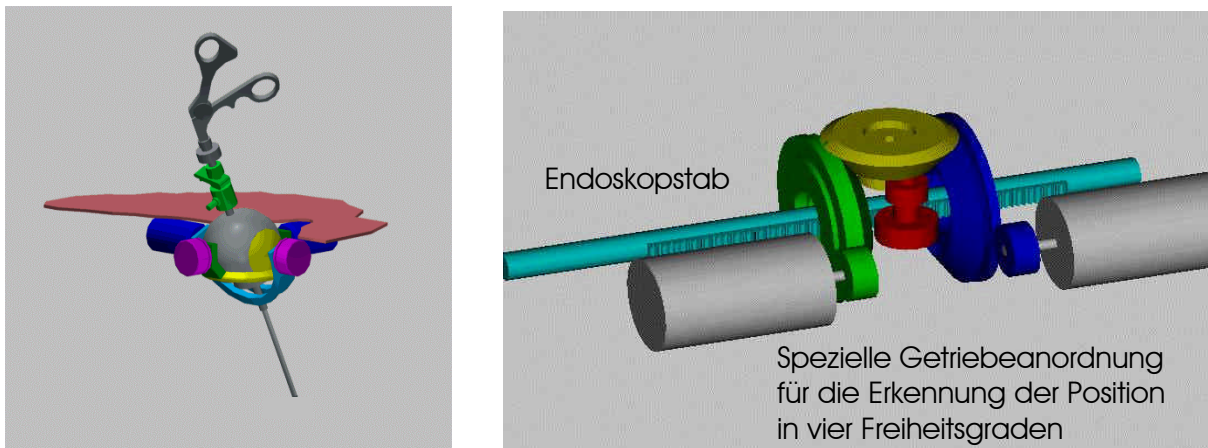 Endoskopstab
Spezielle Getriebeanordnung
für die Erkennung der Position
in vier Freiheitsgraden